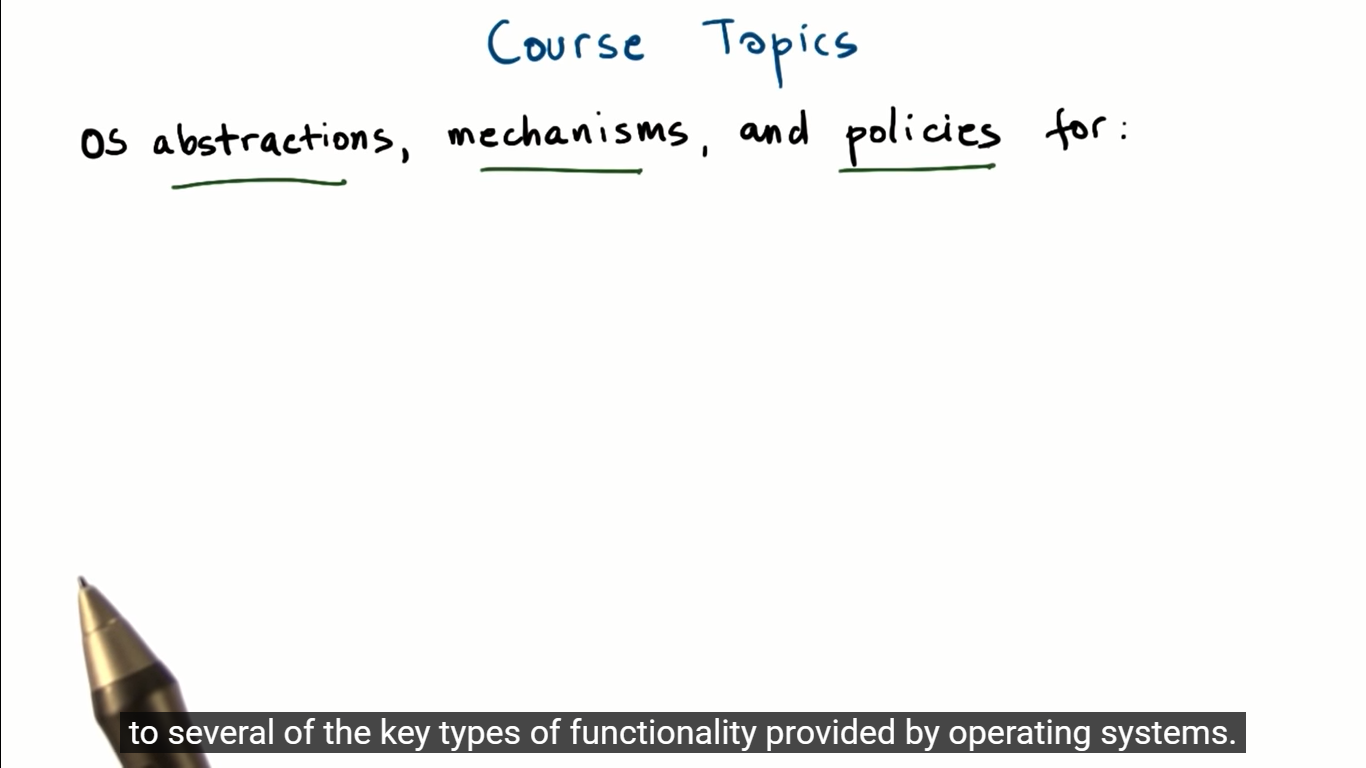 Course Topics
OS abstractions, mechanisms, and policies for:
to several of the key types of functionality provided by operating systems.